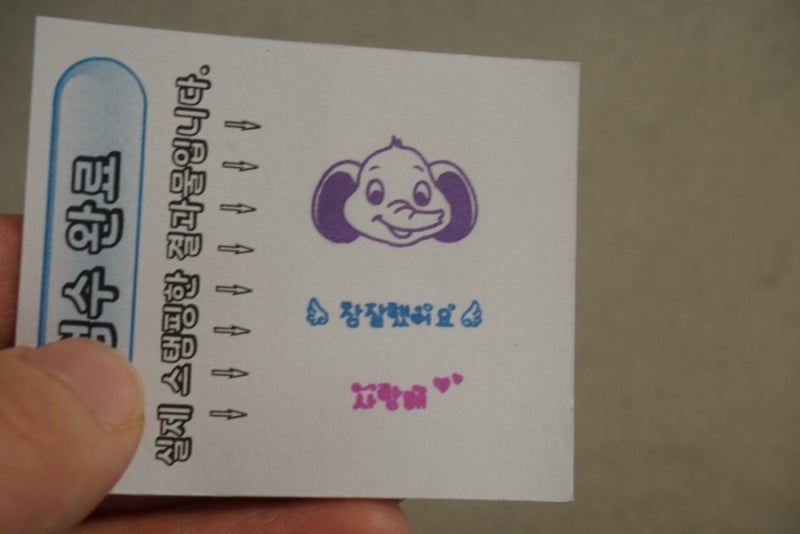 완료
실제 스탬핑한 결과물입니다.
참잘했어요
사랑해